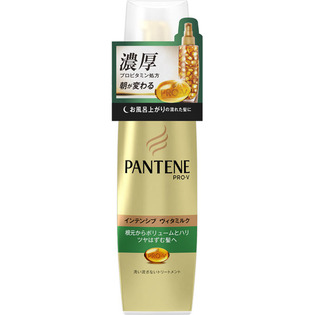 濃厚
プロビタミン処方
朝が変わる
お風呂上がりの濡れた髪に
PANTENE
PRO-V
インテンシブ ヴィタミルク
根元からボリュームとハリ
ツヤはずむ髪へ
PRO-V
洗い流さないトリートメント